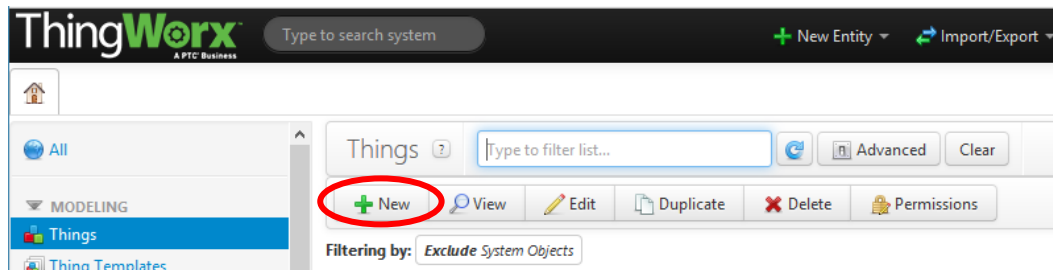 ThingWorx
A PTC Business
Type to search system
New Entity
Import/Export
All
Things ?
Type to filter list...
Advanced
Clear
MODELING
New
View
Edit
Duplicate
Delete
Permissions
Things
Filtering by: Exclude System Objects
Thing Templates